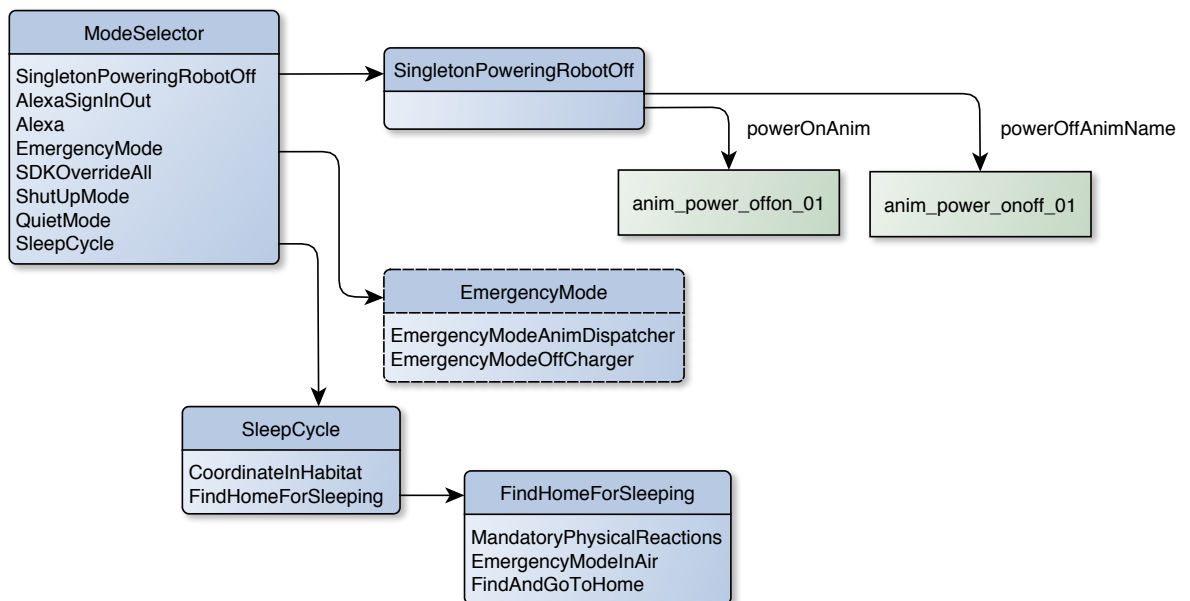 ModeSelector
SingletonPoweringRobotOff
AlexaSignInOut
Alexa
EmergencyMode
SDKOverrideAll
ShutUpMode
QuietMode
SleepCycle
SingletonPoweringRobotOff
powerOnAnim
powerOffAnimName
anim_power_offon_01
anim_power_onoff_01
EmergencyMode
EmergencyModeAnimDispatcher
EmergencyModeOffCharger
SleepCycle
CoordinateInHabitat
FindHomeForSleeping
FindHomeForSleeping
MandatoryPhysicalReactions
EmergencyModeInAir
FindAndGoToHome